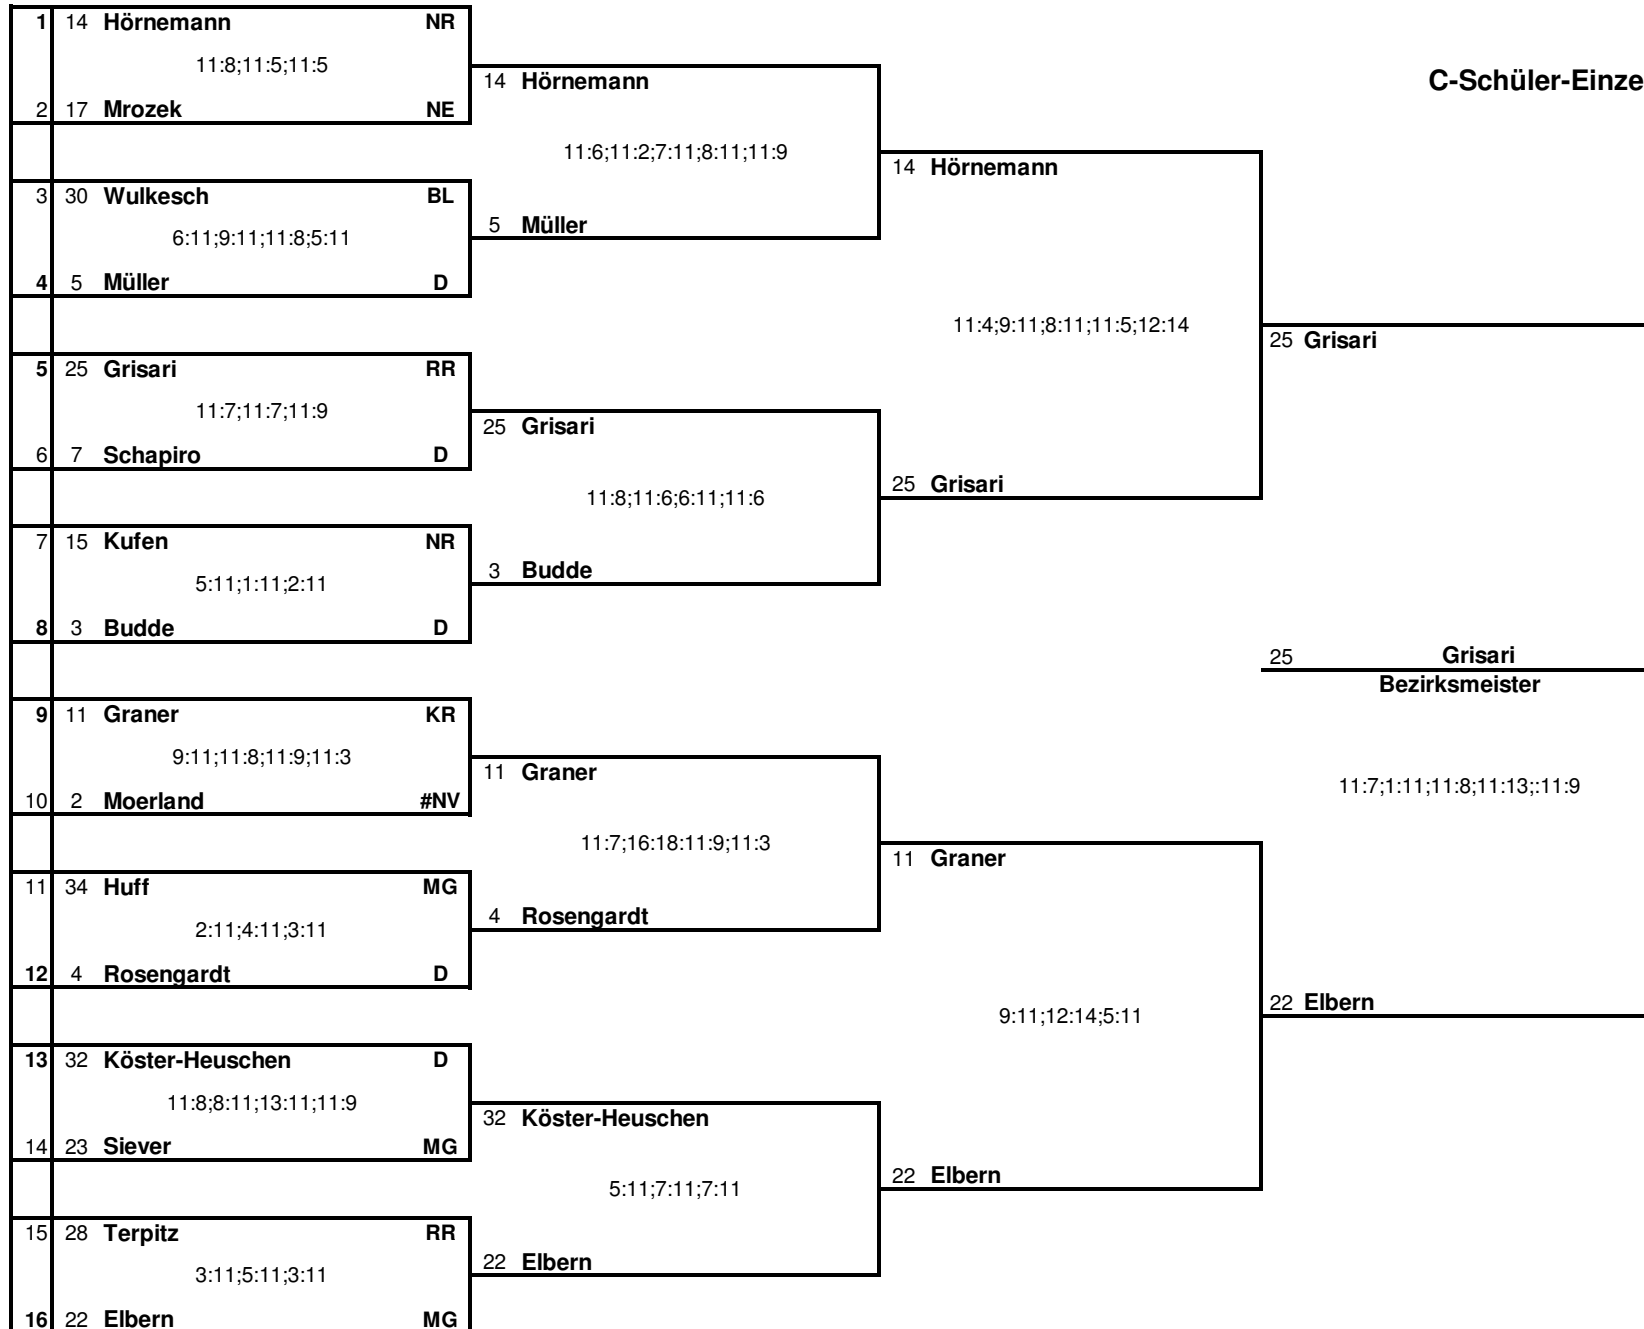 1 14 Hörnemann NR
11:8;11:5;11:5
14 Hörnemann
C-Schüler-Einze
2 17 Mrozek NE
11:6;11:2;7:11;8:11;11:9
14 Hörnemann
3 30 Wulkesch BL
5 Müller
6:11;9:11;11:8;5:11
4 5 Müller D
11:4;9:11;8:11;11:5;12:14
25 Grisari
5 25 Grisari RR
11:7;11:7;11:9
25 Grisari
6 7 Schapiro D
25 Grisari
11:8;11:6;6:11;11:6
7 15 Kufen NR
3 Budde
5:11;1:11;2:11
8 3 Budde D
25 Grisari
Bezirksmeister
9 11 Graner KR
9:11;11:8;11:9;11:3
11 Graner
11:7;1:11;11:8;11:13;:11:9
10 2 Moerland #NV
11:7;16:18:11:9;11:3
11 Graner
11 34 Huff MG
4 Rosengardt
2:11;4:11;3:11
12 4 Rosengardt D
22 Elbern
9:11;12:14;5:11
13 32 Köster-Heuschen D
11:8;8:11;13:11;11:9
32 Köster-Heuschen
14 23 Siever MG
22 Elbern
5:11;7:11;7:11
15 28 Terpitz RR
22 Elbern
3:11;5:11;3:11
16 22 Elbern MG